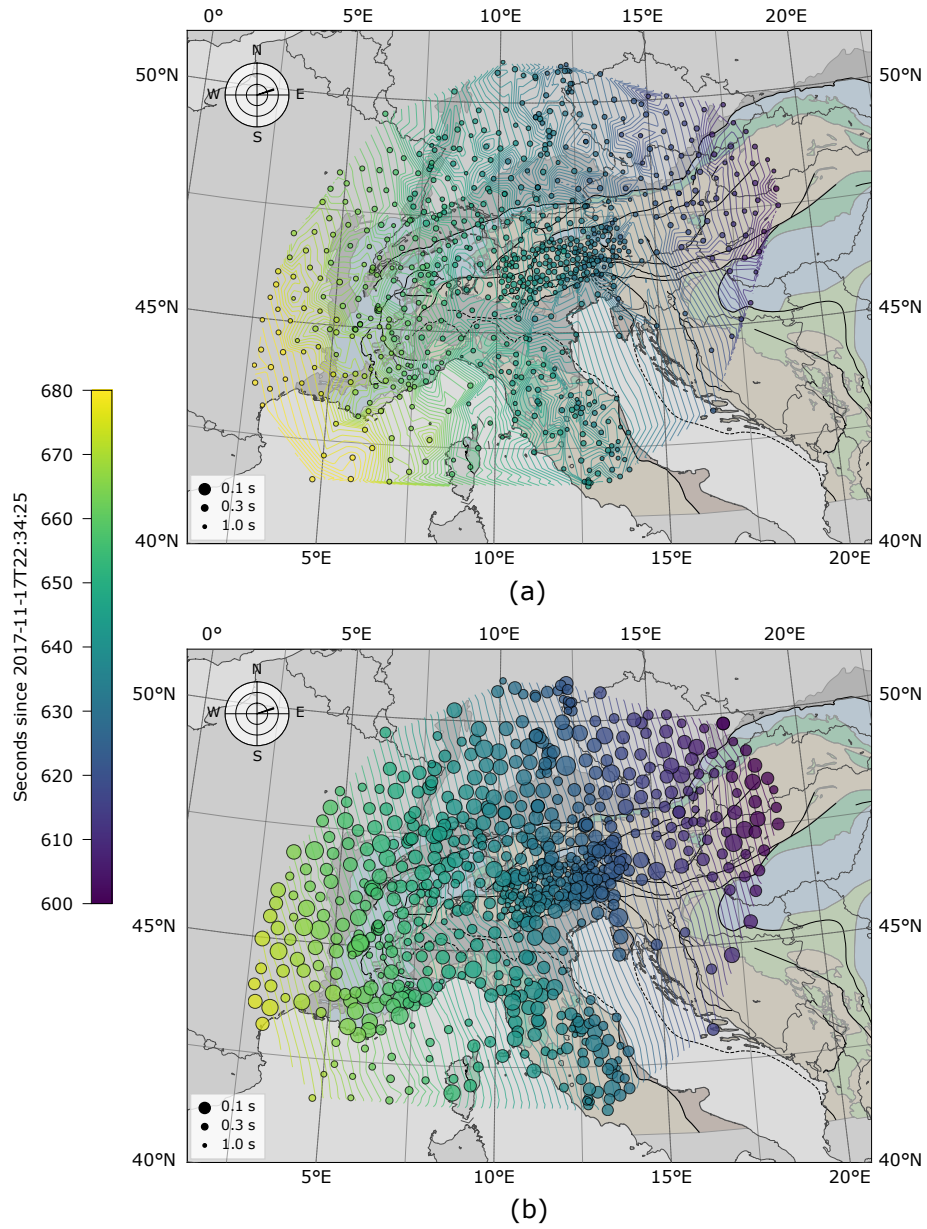 0° 5°E 10°E 15°E 20°E
50°N 50°N
N
W E
S
45°N 45°N
0.1 s
0.3 s
1.0 s
40°N 40°N
5°E 10°E 15°E 20°E
(a)
680
670
660
650
640
630
620
610
600
Seconds since 2017-11-17T22:34:25
0° 5°E 10°E 15°E 20°E
50°N 50°N
N
W E
S
45°N 45°N
0.1 s
0.3 s
1.0 s
40°N 40°N
5°E 10°E 15°E 20°E
(b)